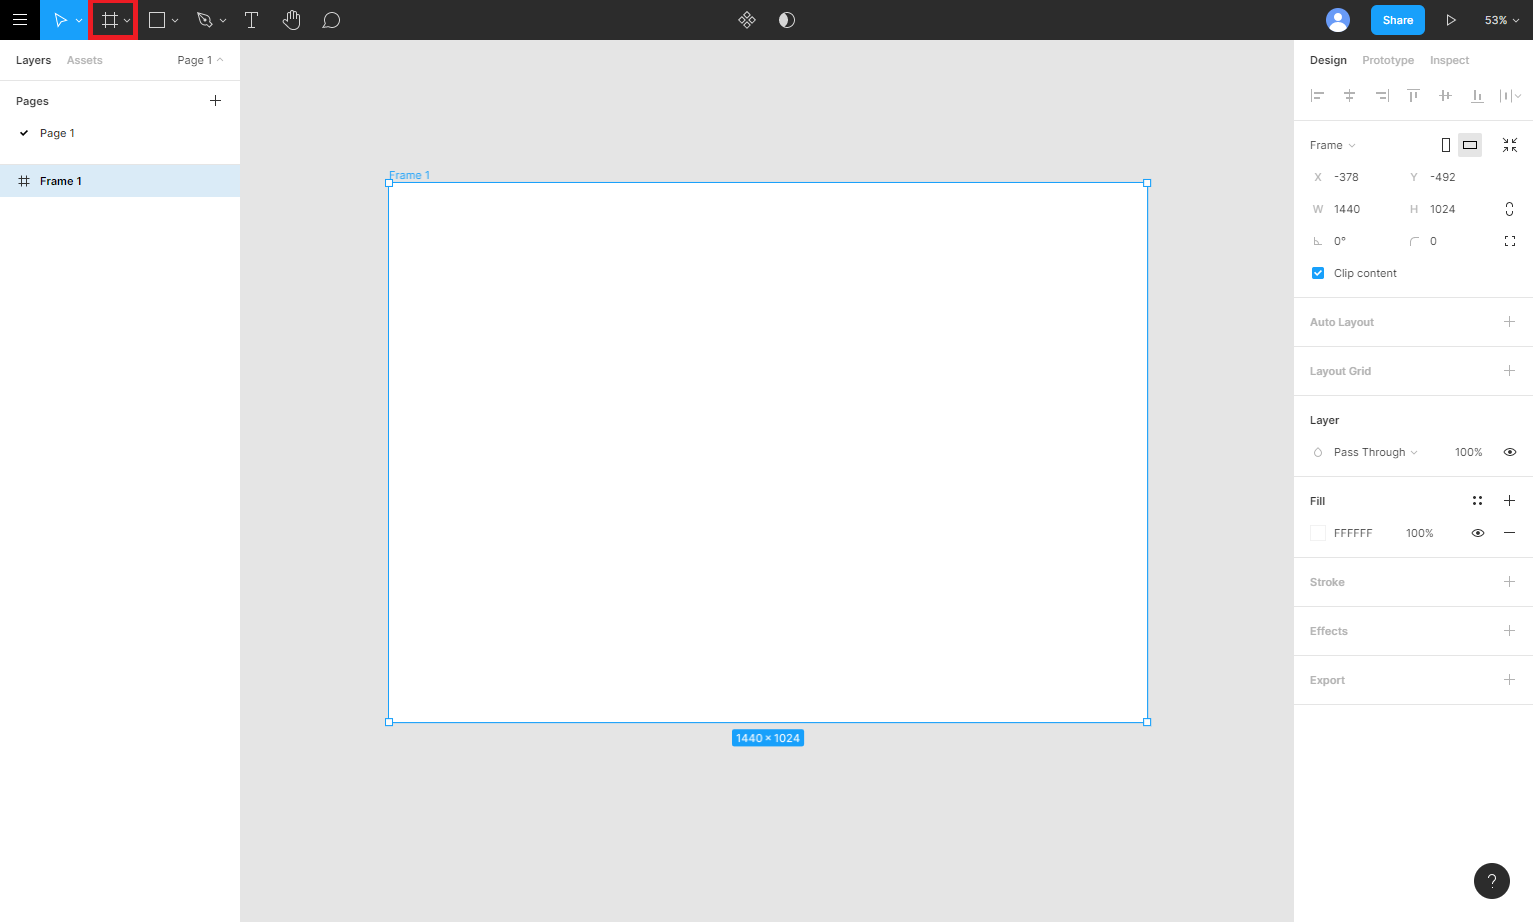 Share
53%
Layers Assets Page 1
Pages
Page 1
Frame 1
Frame 1
1440 × 1024
Design Prototype Inspect
Frame
X -378 Y -492
W 1440 H 1024
0° 0
Clip content
Auto Layout
Layout Grid
Layer
Pass Through 100%
Fill
FFFFFF 100%
Stroke
Effects
Export
?